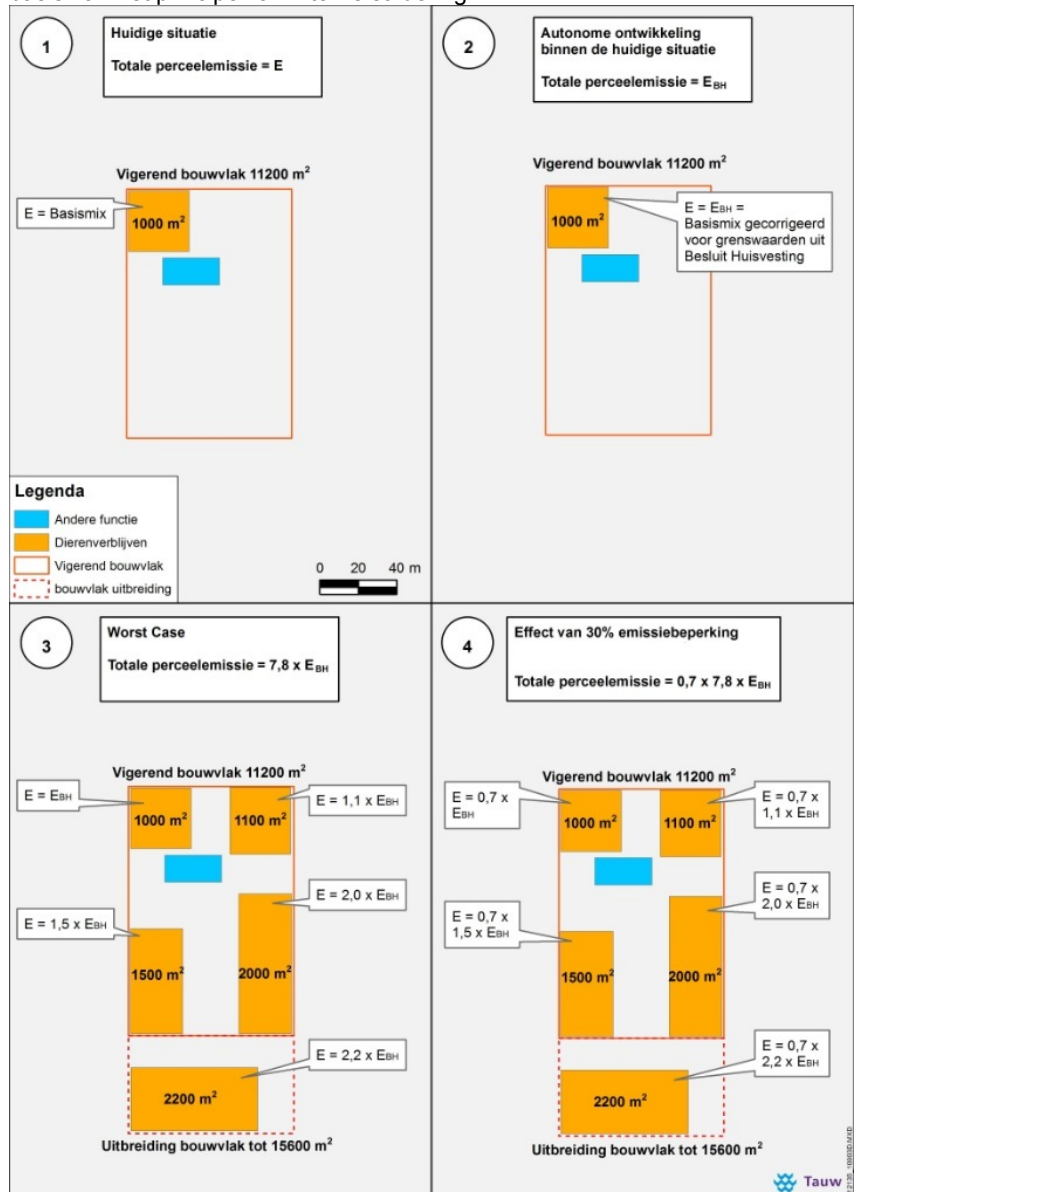 1
Huidige situatie
Totale perceelemissie = E
Vigerend bouwvlak 11200 m²
E = Basismix
1000 m²
2
Autonome ontwikkeling
binnen de huidige situatie
Totale perceelemissie = EBH
Vigerend bouwvlak 11200 m²
1000 m²
E = EBH =
Basismix gecorrigeerd
voor grenswaarden uit
Besluit Huisvesting
Legenda
Andere functie
Dierenverblijven
Vigerend bouwvlak
bouwvlak uitbreiding
0 20 40 m
3
Worst Case
Totale perceelemissie = 7,8 x EBH
Vigerend bouwvlak 11200 m²
E = EBH
E = 1,1 x EBH
1000 m²
1100 m²
E = 2,0 x EBH
E = 1,5 x EBH
1500 m²
2000 m²
E = 2,2 x EBH
2200 m²
Uitbreiding bouwvlak tot 15600 m²
4
Effect van 30% emissiebeperking
Totale perceelemissie = 0,7 x 7,8 x EBH
Vigerend bouwvlak 11200 m²
E = 0,7 x
EBH
E = 0,7 x
1,1 x EBH
1000 m²
1100 m²
E = 0,7 x
2,0 x EBH
E = 0,7 x
1,5 x EBH
1500 m²
2000 m²
E = 0,7 x
2,2 x EBH
2200 m²
Uitbreiding bouwvlak tot 15600 m²
Tauw